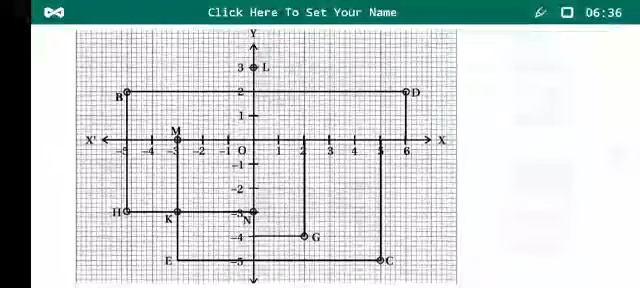 Click Here To Set Your Name
06:36
Y
3 L
B 2 D
1
M
X' -5 -4 -3 -2 -1 O 1 2 3 4 5 6 X
-1
-2
H K -3 N
-4 G
E -5 C